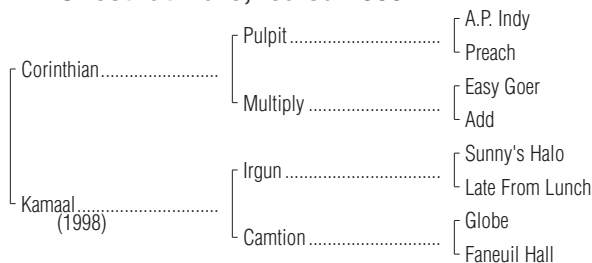 Pulpit
A.P. Indy
Preach
Corinthian
Multiply
Easy Goer
Add
Irgun
Sunny's Halo
Late From Lunch
Kamaal
(1998)
Camtion
Globe
Faneuil Hall